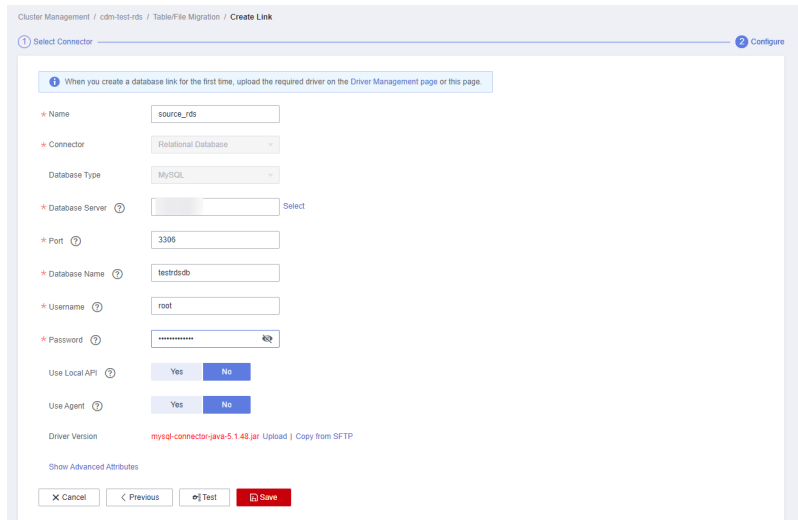 Cluster Management / cdm-test-rds / Table/File Migration / Create Link
1 Select Connector 2 Configure
When you create a database link for the first time, upload the required driver on the Driver Management page or this page.
* Name source_rds
* Connector Relational Database
Database Type MySQL
* Database Server ? Select
* Port ? 3306
* Database Name ? testrdsdb
* Username ? root
* Password ? •••••••••••••
Use Local API ? Yes No
Use Agent ? Yes No
Driver Version mysql-connector-java-5.1.48.jar Upload | Copy from SFTP
Show Advanced Attributes
Cancel Previous Test Save